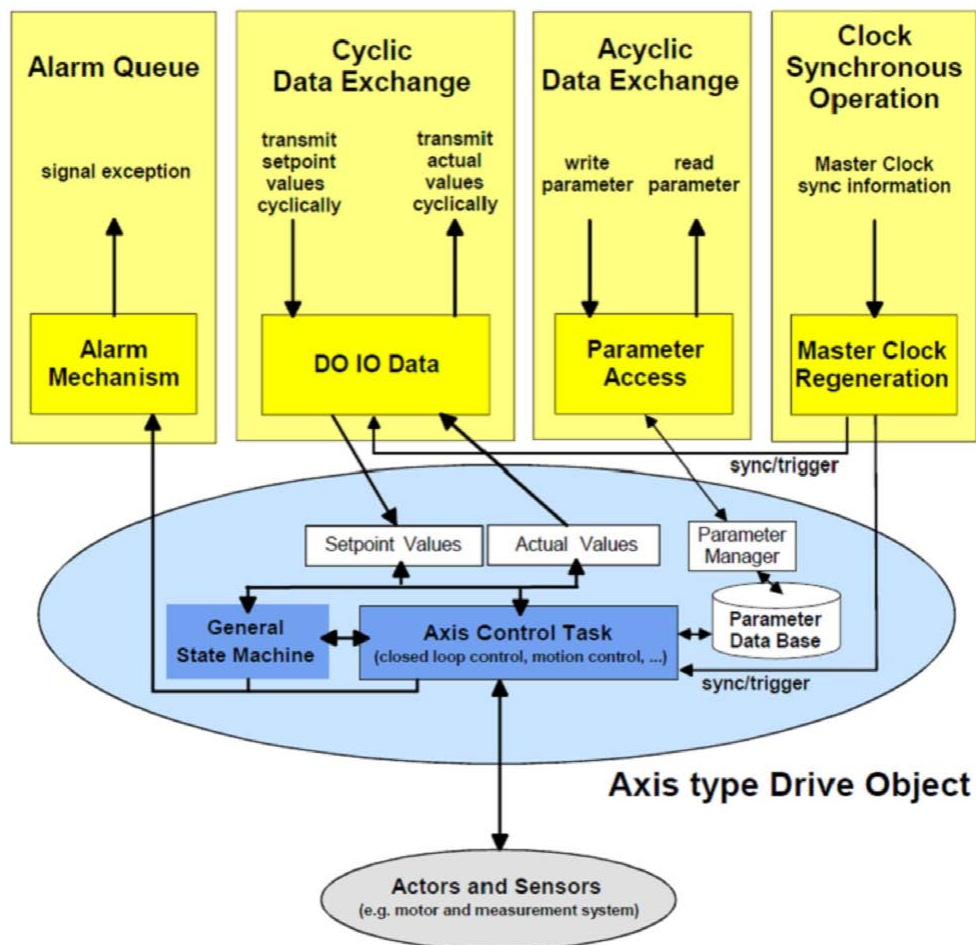 Alarm Queue
signal exception
Alarm
Mechanism
Cyclic
Data Exchange
transmit
setpoint
values
cyclically
transmit
actual
values
cyclically
DO IO Data
Acyclic
Data Exchange
write
parameter
read
parameter
Parameter
Access
Clock
Synchronous
Operation
Master Clock
sync information
Master Clock
Regeneration
sync/trigger
Setpoint Values
Actual Values
Parameter
Manager
General
State Machine
Axis Control Task
(closed loop control, motion control, ...)
Parameter
Data Base
sync/trigger
Axis type Drive Object
Actors and Sensors
(e.g. motor and measurement system)